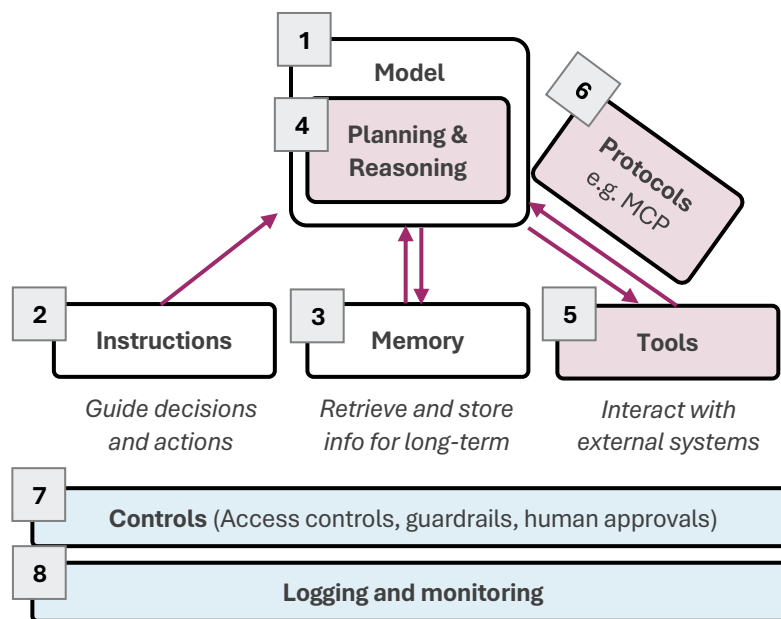 1
Model
4
Planning &
Reasoning
6
Protocols
e.g. MCP
2
Instructions
3
Memory
5
Tools
Guide decisions
and actions
Retrieve and store
info for long-term
Interact with
external systems
7
Controls (Access controls, guardrails, human approvals)
8
Logging and monitoring